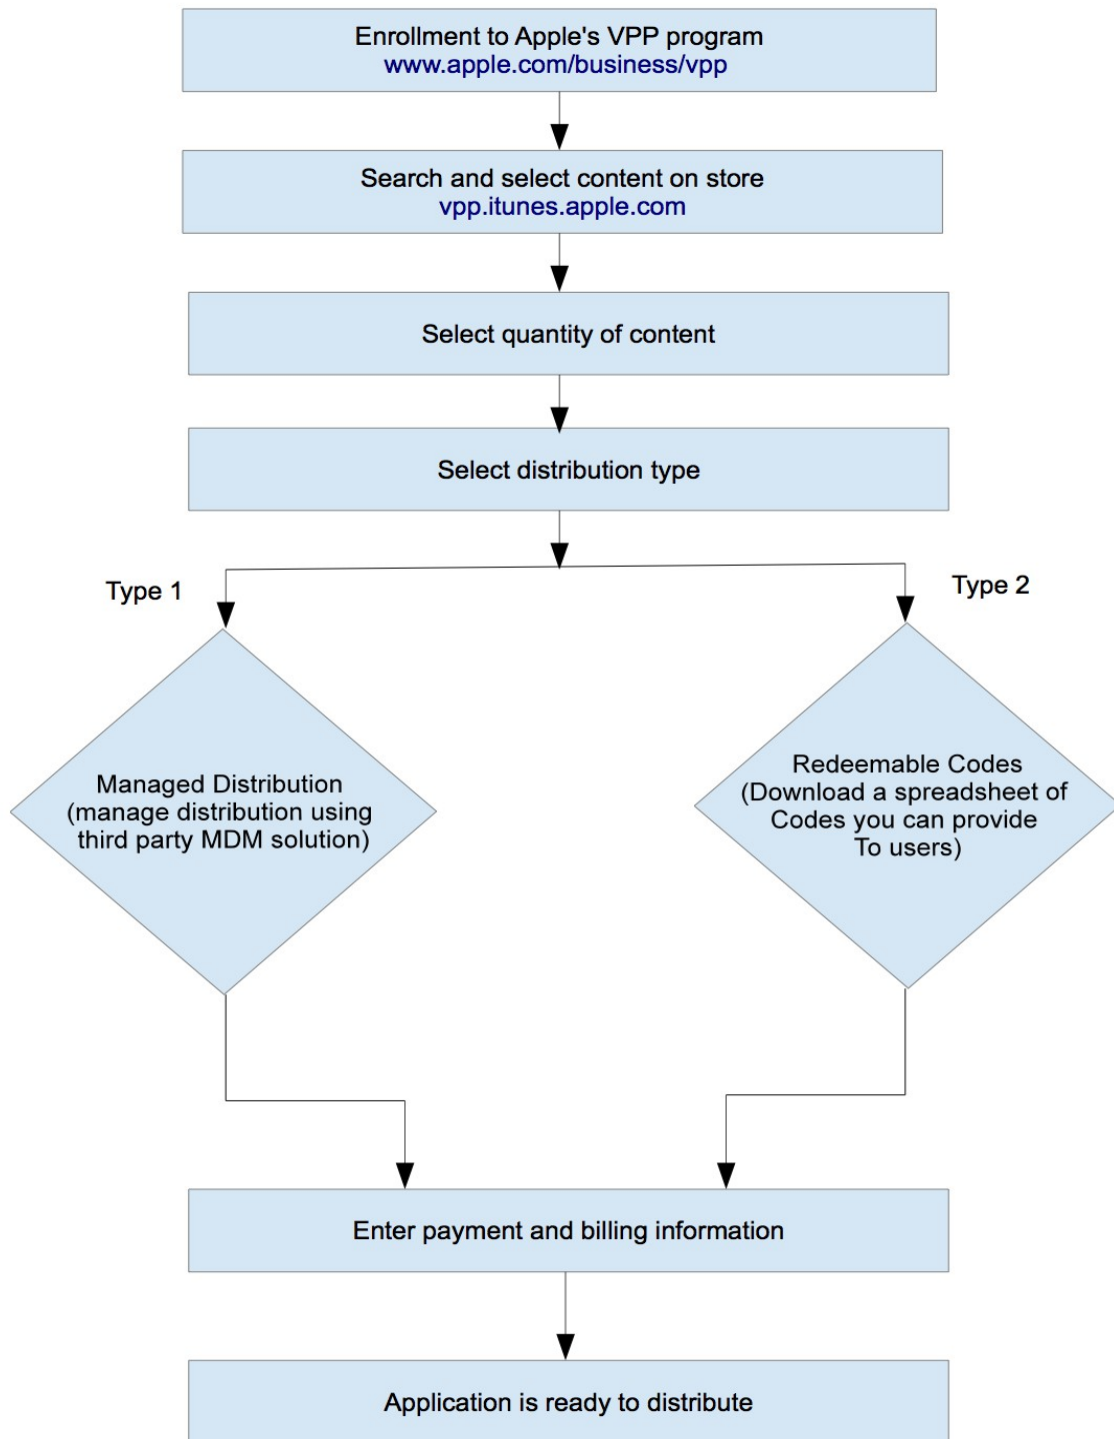 Enrollment to Apple's VPP program
www.apple.com/business/vpp
Search and select content on store
vpp.itunes.apple.com
Select quantity of content
Select distribution type
Type 1
Type 2
Managed Distribution
(manage distribution using
third party MDM solution)
Redeemable Codes
(Download a spreadsheet of
Codes you can provide
To users)
Enter payment and billing information
Application is ready to distribute